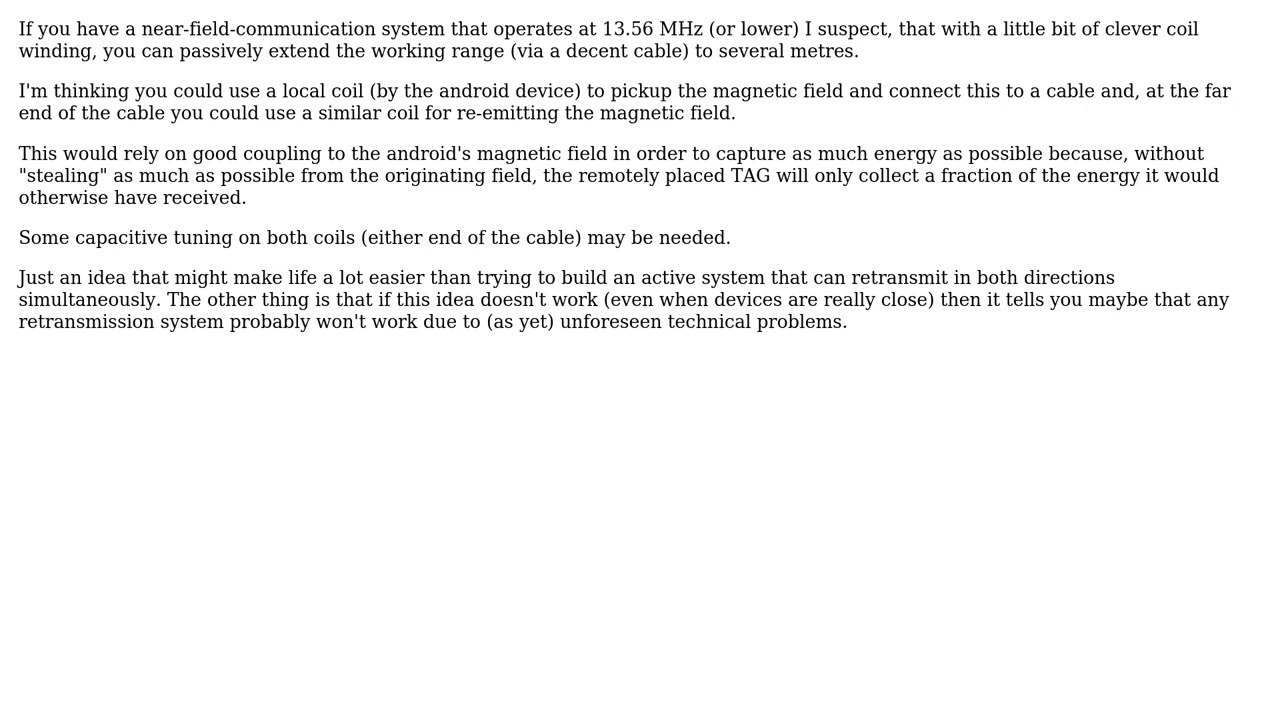 If you have a near-field-communication system that operates at 13.56 MHz (or lower) I suspect, that with a little bit of clever coil
winding, you can passively extend the working range (via a decent cable) to several metres.
I'm thinking you could use a local coil (by the android device) to pickup the magnetic field and connect this to a cable and, at the far
end of the cable you could use a similar coil for re-emitting the magnetic field.
This would rely on good coupling to the android's magnetic field in order to capture as much energy as possible because, without
"stealing" as much as possible from the originating field, the remotely placed TAG will only collect a fraction of the energy it would
otherwise have received.
Some capacitive tuning on both coils (either end of the cable) may be needed.
Just an idea that might make life a lot easier than trying to build an active system that can retransmit in both directions
simultaneously. The other thing is that if this idea doesn't work (even when devices are really close) then it tells you maybe that any
retransmission system probably won't work due to (as yet) unforeseen technical problems.